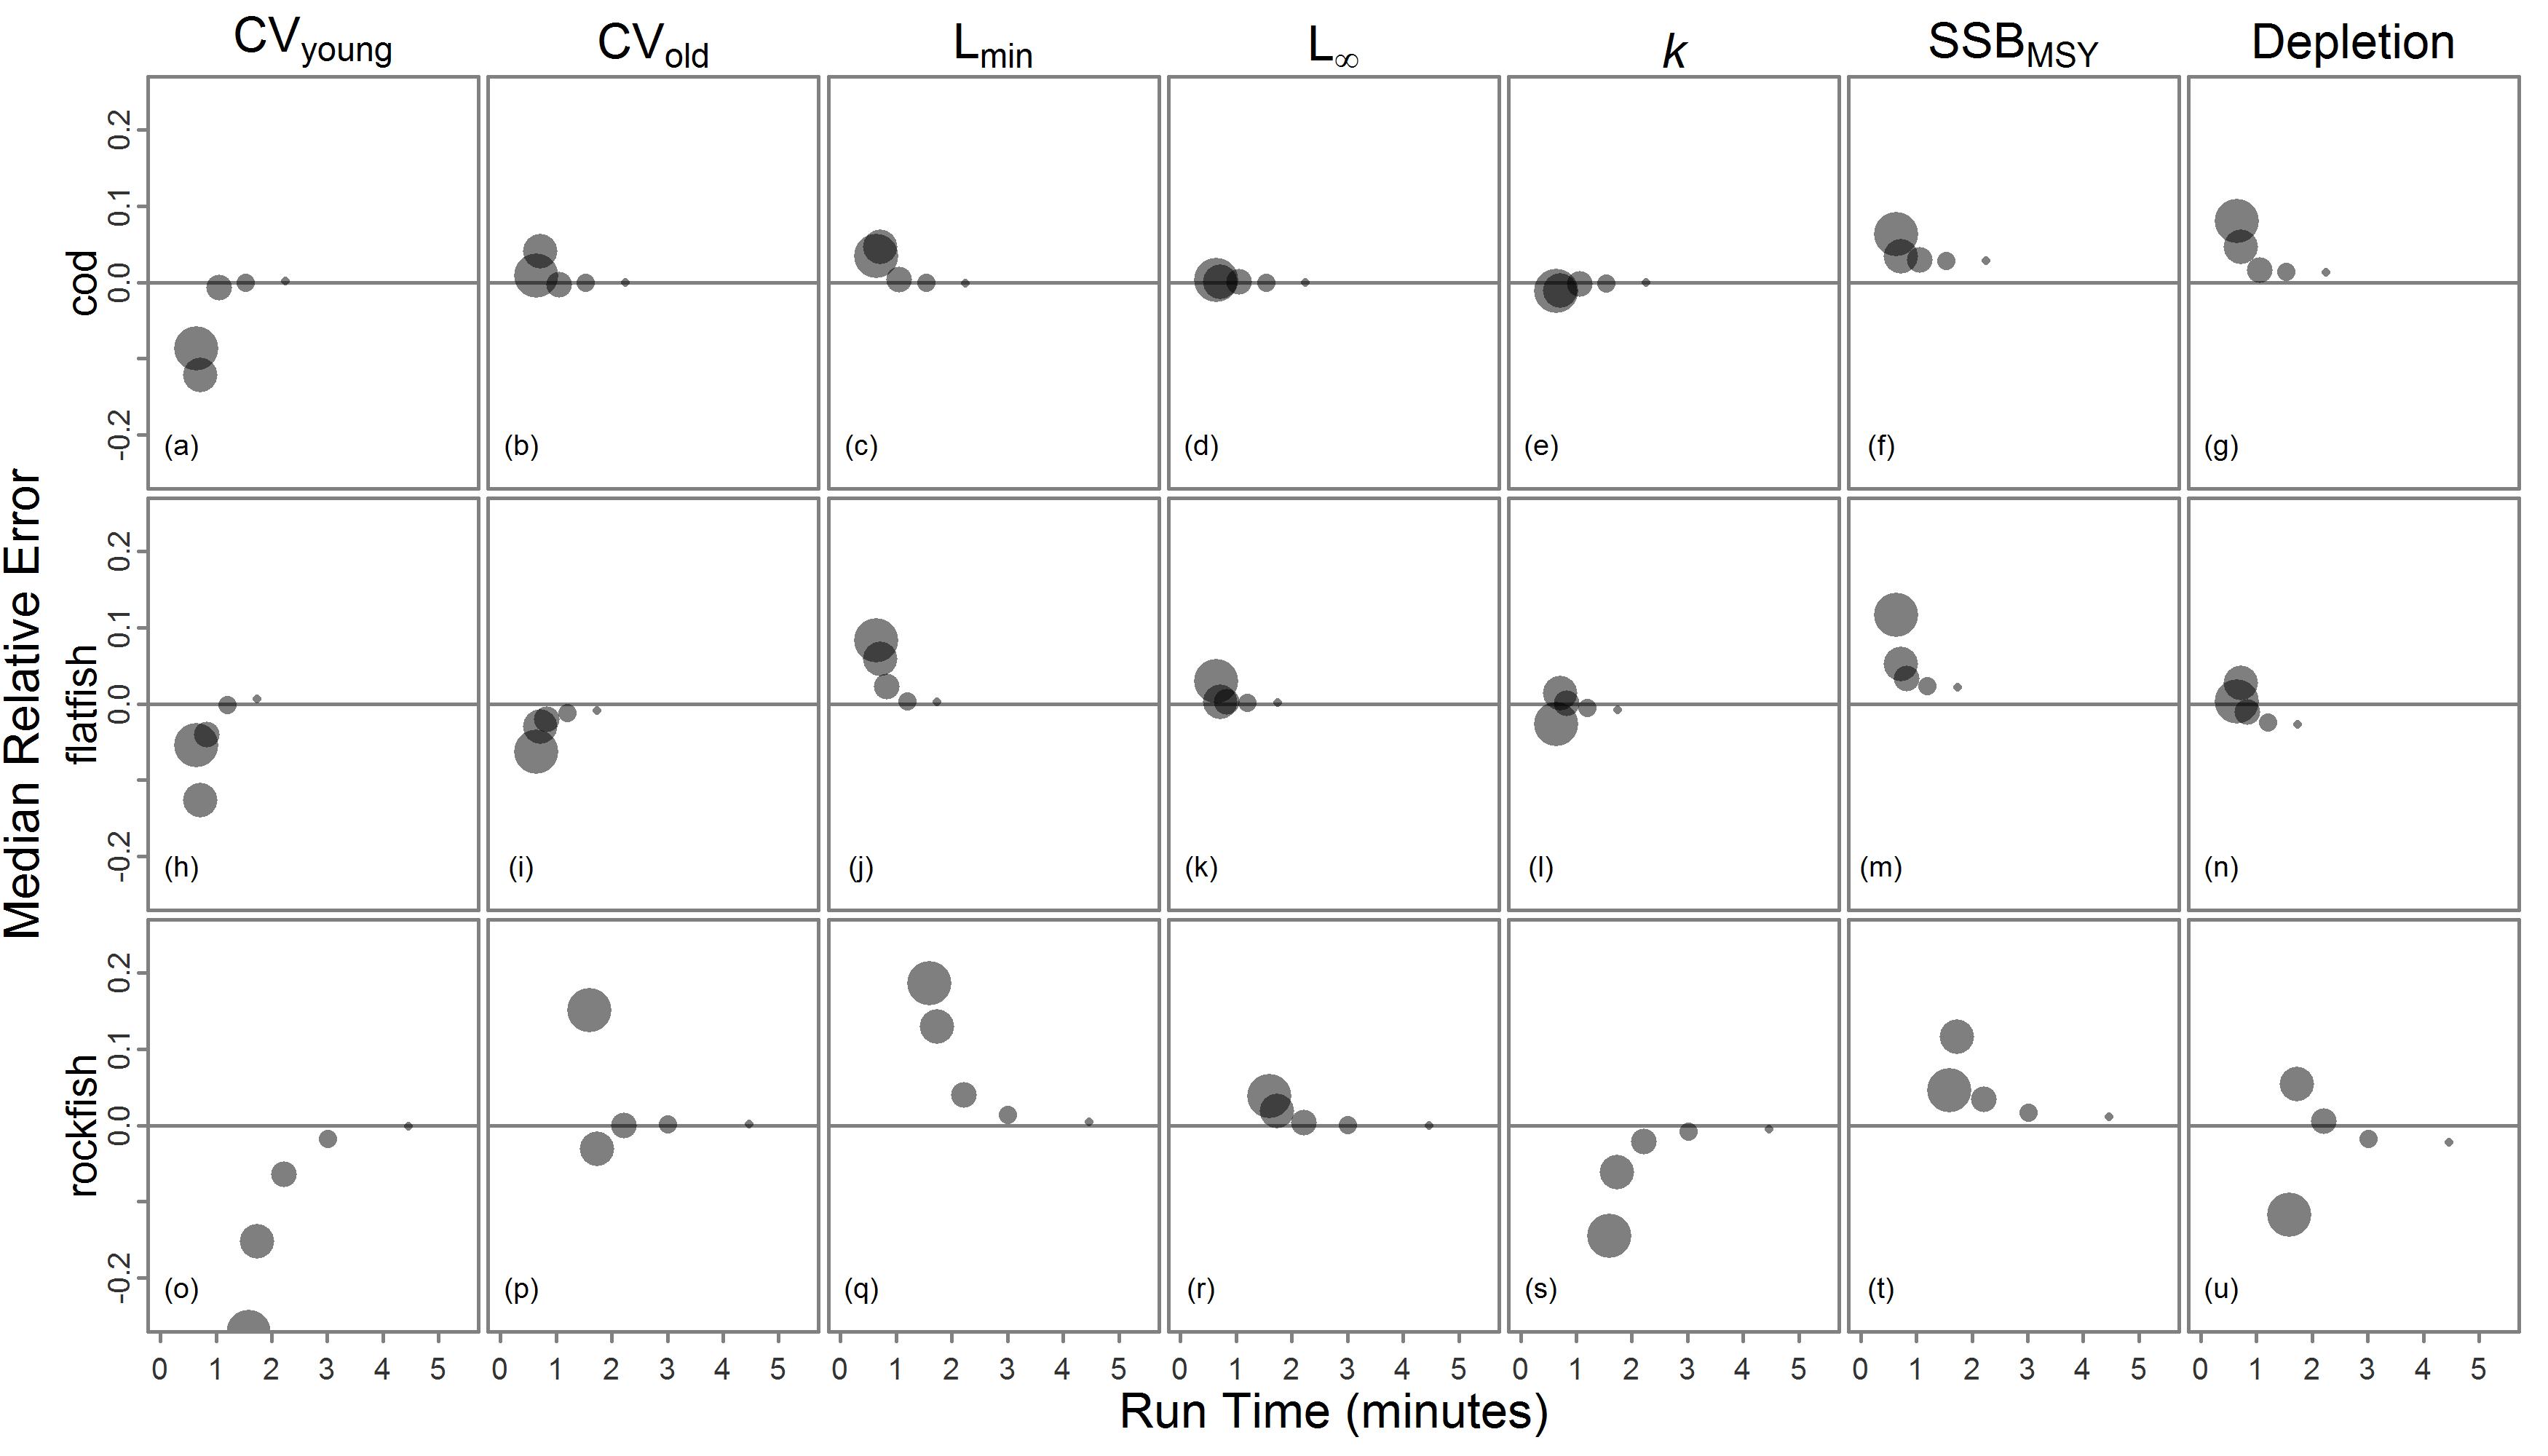 CVyoung CVold Lmin L∞ k SSBMSY Depletion
Median Relative Error
cod
0.2
0.1
0.0
-0.2
(a) (b) (c) (d) (e) (f) (g)
flatfish
0.2
0.1
0.0
-0.2
(h) (i) (j) (k) (l) (m) (n)
rockfish
0.2
0.1
0.0
-0.2
(o) (p) (q) (r) (s) (t) (u)
0 1 2 3 4 5 0 1 2 3 4 5 0 1 2 3 4 5 0 1 2 3 4 5 0 1 2 3 4 5 0 1 2 3 4 5 0 1 2 3 4 5
Run Time (minutes)